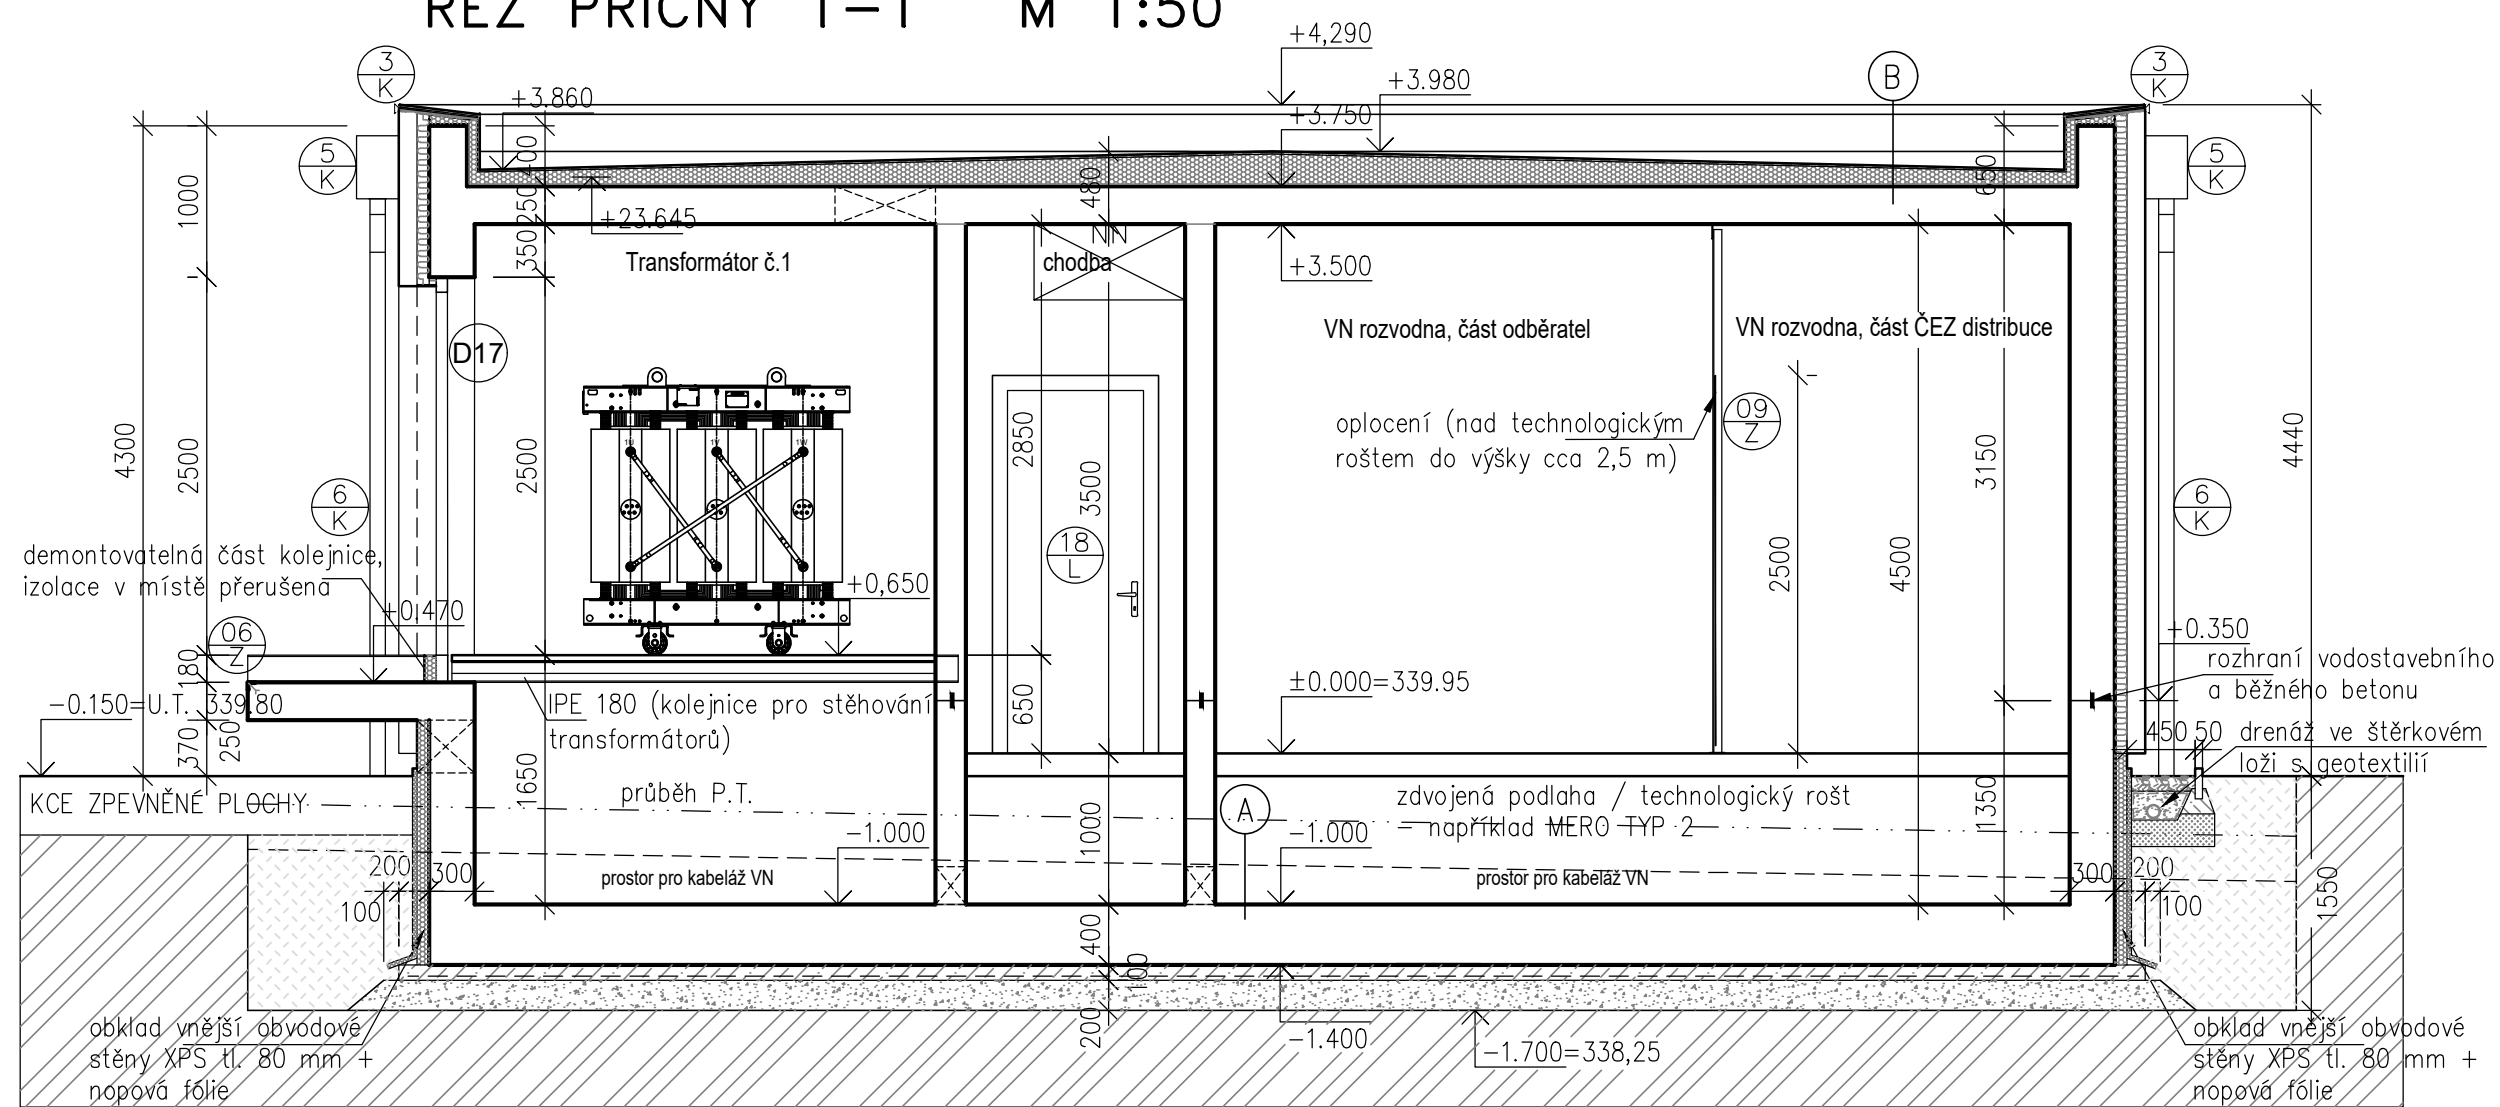 ŘEZ PŘÍČNÝ 1-1 M 1:50
+4,290
3
K
+3.860
+3.980
+3.750
B
3
K
5
K
5
K
1000
400
250
350
+23.645
480
650
Transformátor č.1
NN
chodba
+3.500
VN rozvodna, část odběratel
VN rozvodna, část ČEZ distribuce
D17
oplocení (nad technologickým
roštem do výšky cca 2,5 m)
09
Z
4300
2500
2500
2850
3500
3150
4440
6
K
6
K
1U
1V
1W
18
L
2500
4500
demontovatelná část kolejnice,
izolace v místě přerušena
+0,650
+0,470
06
Z
+0.350
rozhraní vodostavebního
a běžného betonu
180
-0.150=U.T. 339.80
IPE 180 (kolejnice pro stěhování
transformátorů)
650
±0.000=339.95
370
250
450
50
drenáž ve štěrkovém
loži s geotextilií
KCE ZPEVNĚNÉ PLOCHY
1650
průběh P.T.
A
zdvojená podlaha / technologický rošt
- například MERO TYP 2
1350
-1.000
1000
-1.000
200
300
100
prostor pro kabeláž VN
prostor pro kabeláž VN
300
200
100
1550
400
100
200
obklad vnější obvodové
stěny XPS tl. 80 mm +
nopová fólie
-1.400
-1.700=338,25
obklad vnější obvodové
stěny XPS tl. 80 mm +
nopová fólie